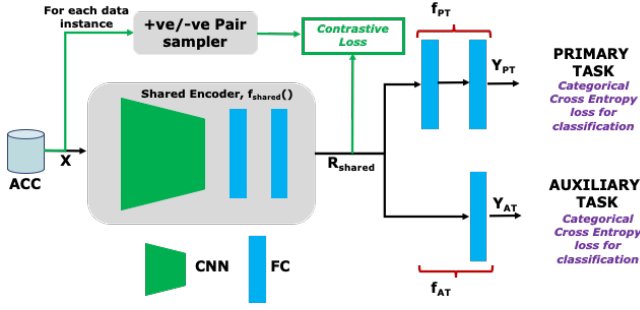 For each data
instance
+ve/-ve Pair
sampler
Contrastive
Loss
f_PT
Shared Encoder, f_shared()
Y_PT
PRIMARY
TASK
Categorical
Cross Entropy
loss for
classification
X
ACC
R_shared
Y_AT
AUXILIARY
TASK
Categorical
Cross Entropy
loss for
classification
CNN
FC
f_AT